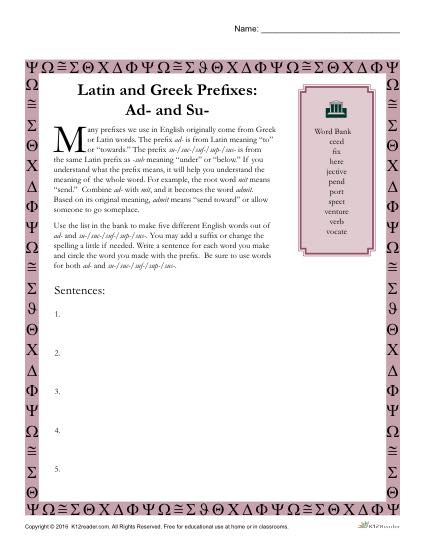 Name:
Ψ Ω ≅ Σ Θ Χ Δ Φ Ψ Ω ≅ Σ ϑ Θ Χ Δ Φ Ψ Ω ≅ Σ Θ Χ Δ Φ
Latin and Greek Prefixes:
Ad- and Su-
Many prefixes we use in English originally come from Greek
or Latin words. The prefix ad- is from Latin meaning "to"
or "towards." The prefix su-/suc-/suf-/sup-/sus- is from
the same Latin prefix as -sub meaning "under" or "below." If you
understand what the prefix means, it will help you understand the
meaning of the whole word. For example, the root word mit means
"send." Combine ad- with mit, and it becomes the word admit.
Based on its original meaning, admit means "send toward" or allow
someone to go someplace.
Use the list in the bank to make five different English words out of
ad- and su-/suc-/suf-/sup-/sus-. You may add a suffix or change the
spelling a little if needed. Write a sentence for each word you make
and circle the word you made with the prefix. Be sure to use words
for both ad- and su-/suc-/suf-/sup-/sus-.
Word Bank
ceed
fix
here
jective
pend
port
spect
venture
verb
vocate
Sentences:
1.
2.
3.
4.
5.
Copyright © 2016 K12reader.com. All Rights Reserved. Free for educational use at home or in classrooms.
K12reader